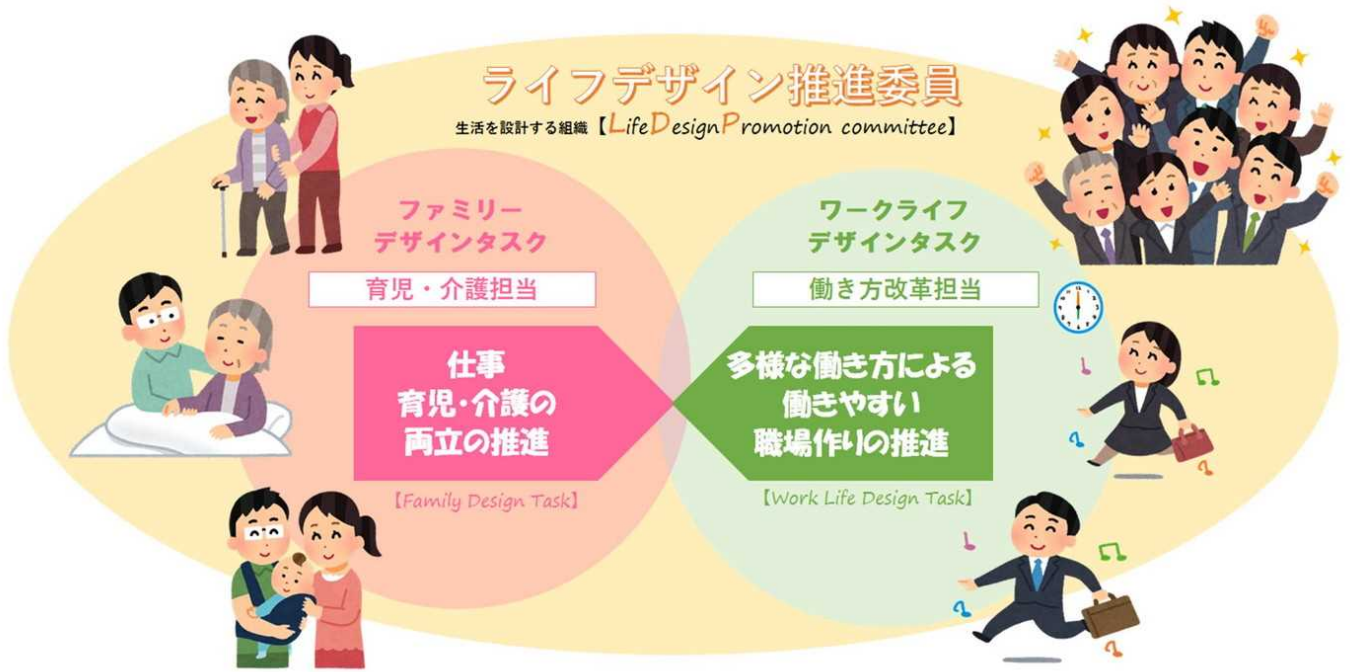 ライフデザイン推進委員
生活を設計する組織【LifeDesignPromotion committee】
ファミリー
デザインタスク
育児・介護担当
仕事
育児・介護の
両立の推進
【Family Design Task】
ワークライフ
デザインタスク
働き方改革担当
多様な働き方による
働きやすい
職場作りの推進
【Work Life Design Task】